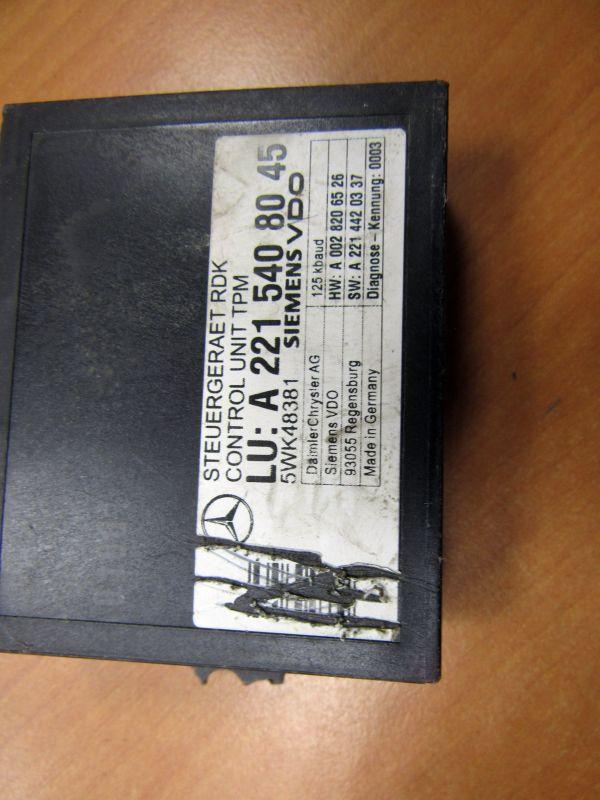 STEUERGERAET RDK
CONTROL UNIT TPM
LU: A 221 540 80 45
5WK48381 SIEMENS VDO
DaimlerChrysler AG
Siemens VDO
93055 Regensburg
Made in Germany
125 kbaud
HW: A 002 820 65 26
SW: A 221 442 03 37
Diagnose - Kennung: 0003